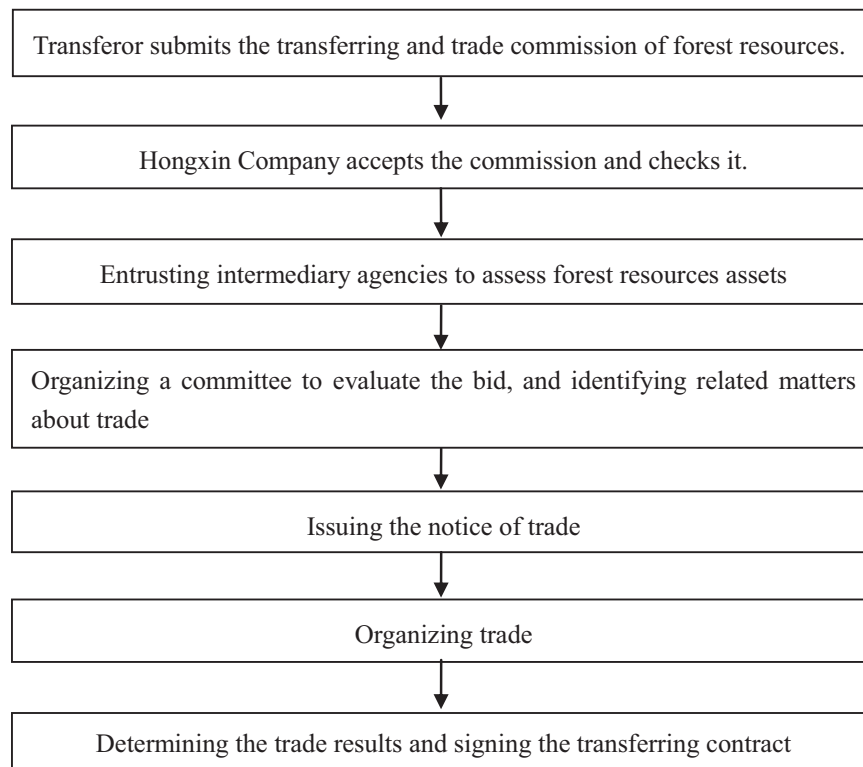 Transferor submits the transferring and trade commission of forest resources.
Hongxin Company accepts the commission and checks it.
Entrusting intermediary agencies to assess forest resources assets
Organizing a committee to evaluate the bid, and identifying related matters
about trade
Issuing the notice of trade
Organizing trade
Determining the trade results and signing the transferring contract